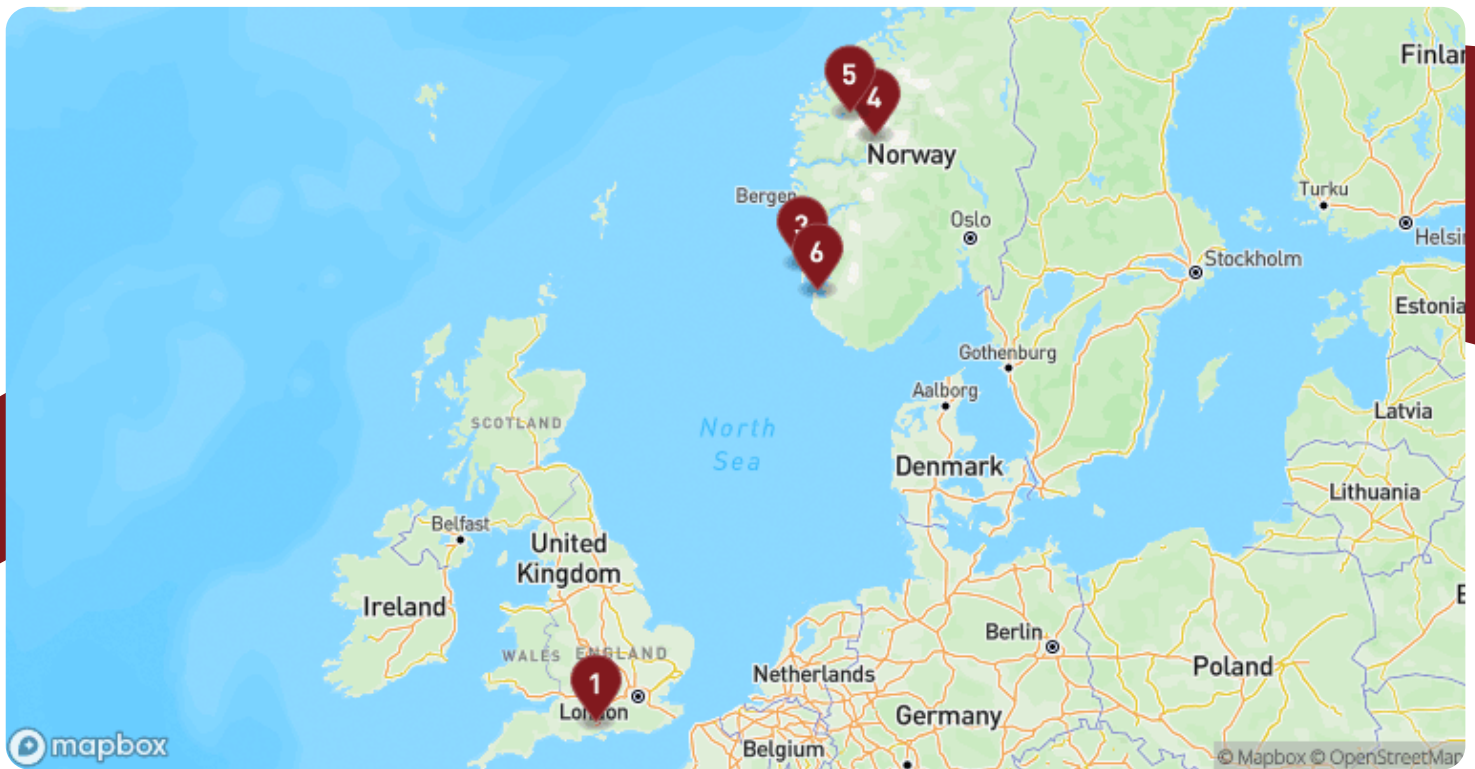 Finlar
5
4
Norway
Bergen
Turku
3
Oslo
Helsin
6
Stockholm
Estonia
Gothenburg
Aalborg
Latvia
SCOTLAND
North
Sea
Denmark
Lithuania
Belfast
United
Kingdom
Ireland
Berlin
WALES
ENGLAND
Netherlands
Poland
1
London
Germany
Belgium
mapbox
© Mapbox © OpenStreetMap